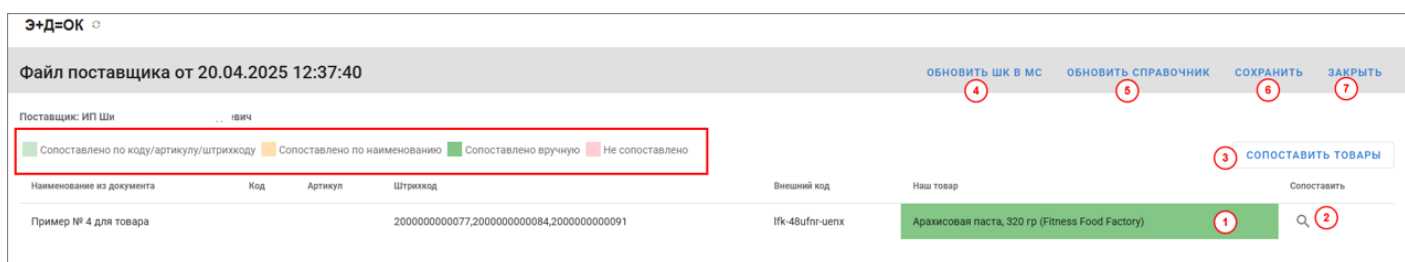 Э+Д=ОК
Файл поставщика от 20.04.2025 12:37:40
ОБНОВИТЬ ШК В МС ОБНОВИТЬ СПРАВОЧНИК СОХРАНИТЬ ЗАКРЫТЬ
4 5 6 7
Поставщик: ИП Ши
Сопоставлено по коду/артикулу/штрихкоду Сопоставлено по наименованию Сопоставлено вручную Не сопоставлено
3 СОПОСТАВИТЬ ТОВАРЫ
Наименование из документа Код Артикул Штрихкод Внешний код Наш товар Сопоставить
Пример № 4 для товара 2000000000077,2000000000084,2000000000091 lfk-48ufnr-uenx Арахисовая паста, 320 гр (Fitness Food Factory) 1 2